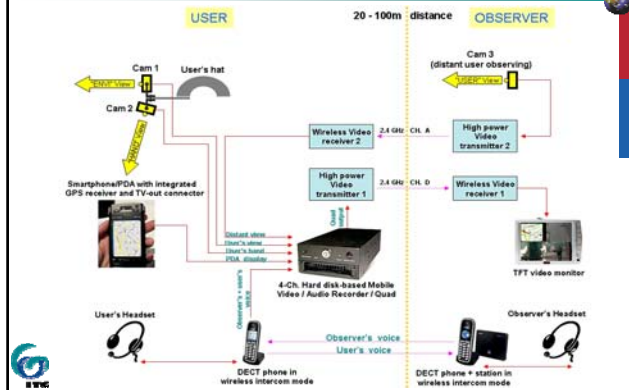 USER
20 - 100m distance
OBSERVER
Cam 1
User's hat
"ENVI" View
Cam 2
"HANZ" View
Cam 3
(distant user observing)
"USER" View
Wireless Video
receiver 2
2.4 GHz CH. A
High power
Video
transmitter 2
High power
Video
transmitter 1
2.4 GHz CH. D
Wireless Video
receiver 1
Smartphone/PDA with integrated
GPS receiver and TV-out connector
Quad
output
Distant view
User's view
User's hand
PDA display
4-Ch. Hard disk-based Mobile
Video / Audio Recorder / Quad
TFT video monitor
Observer's + user's
voice
User's Headset
Observer's Headset
Observer's voice
User's voice
DECT phone in
wireless intercom mode
DECT phone + station in
wireless intercom mode